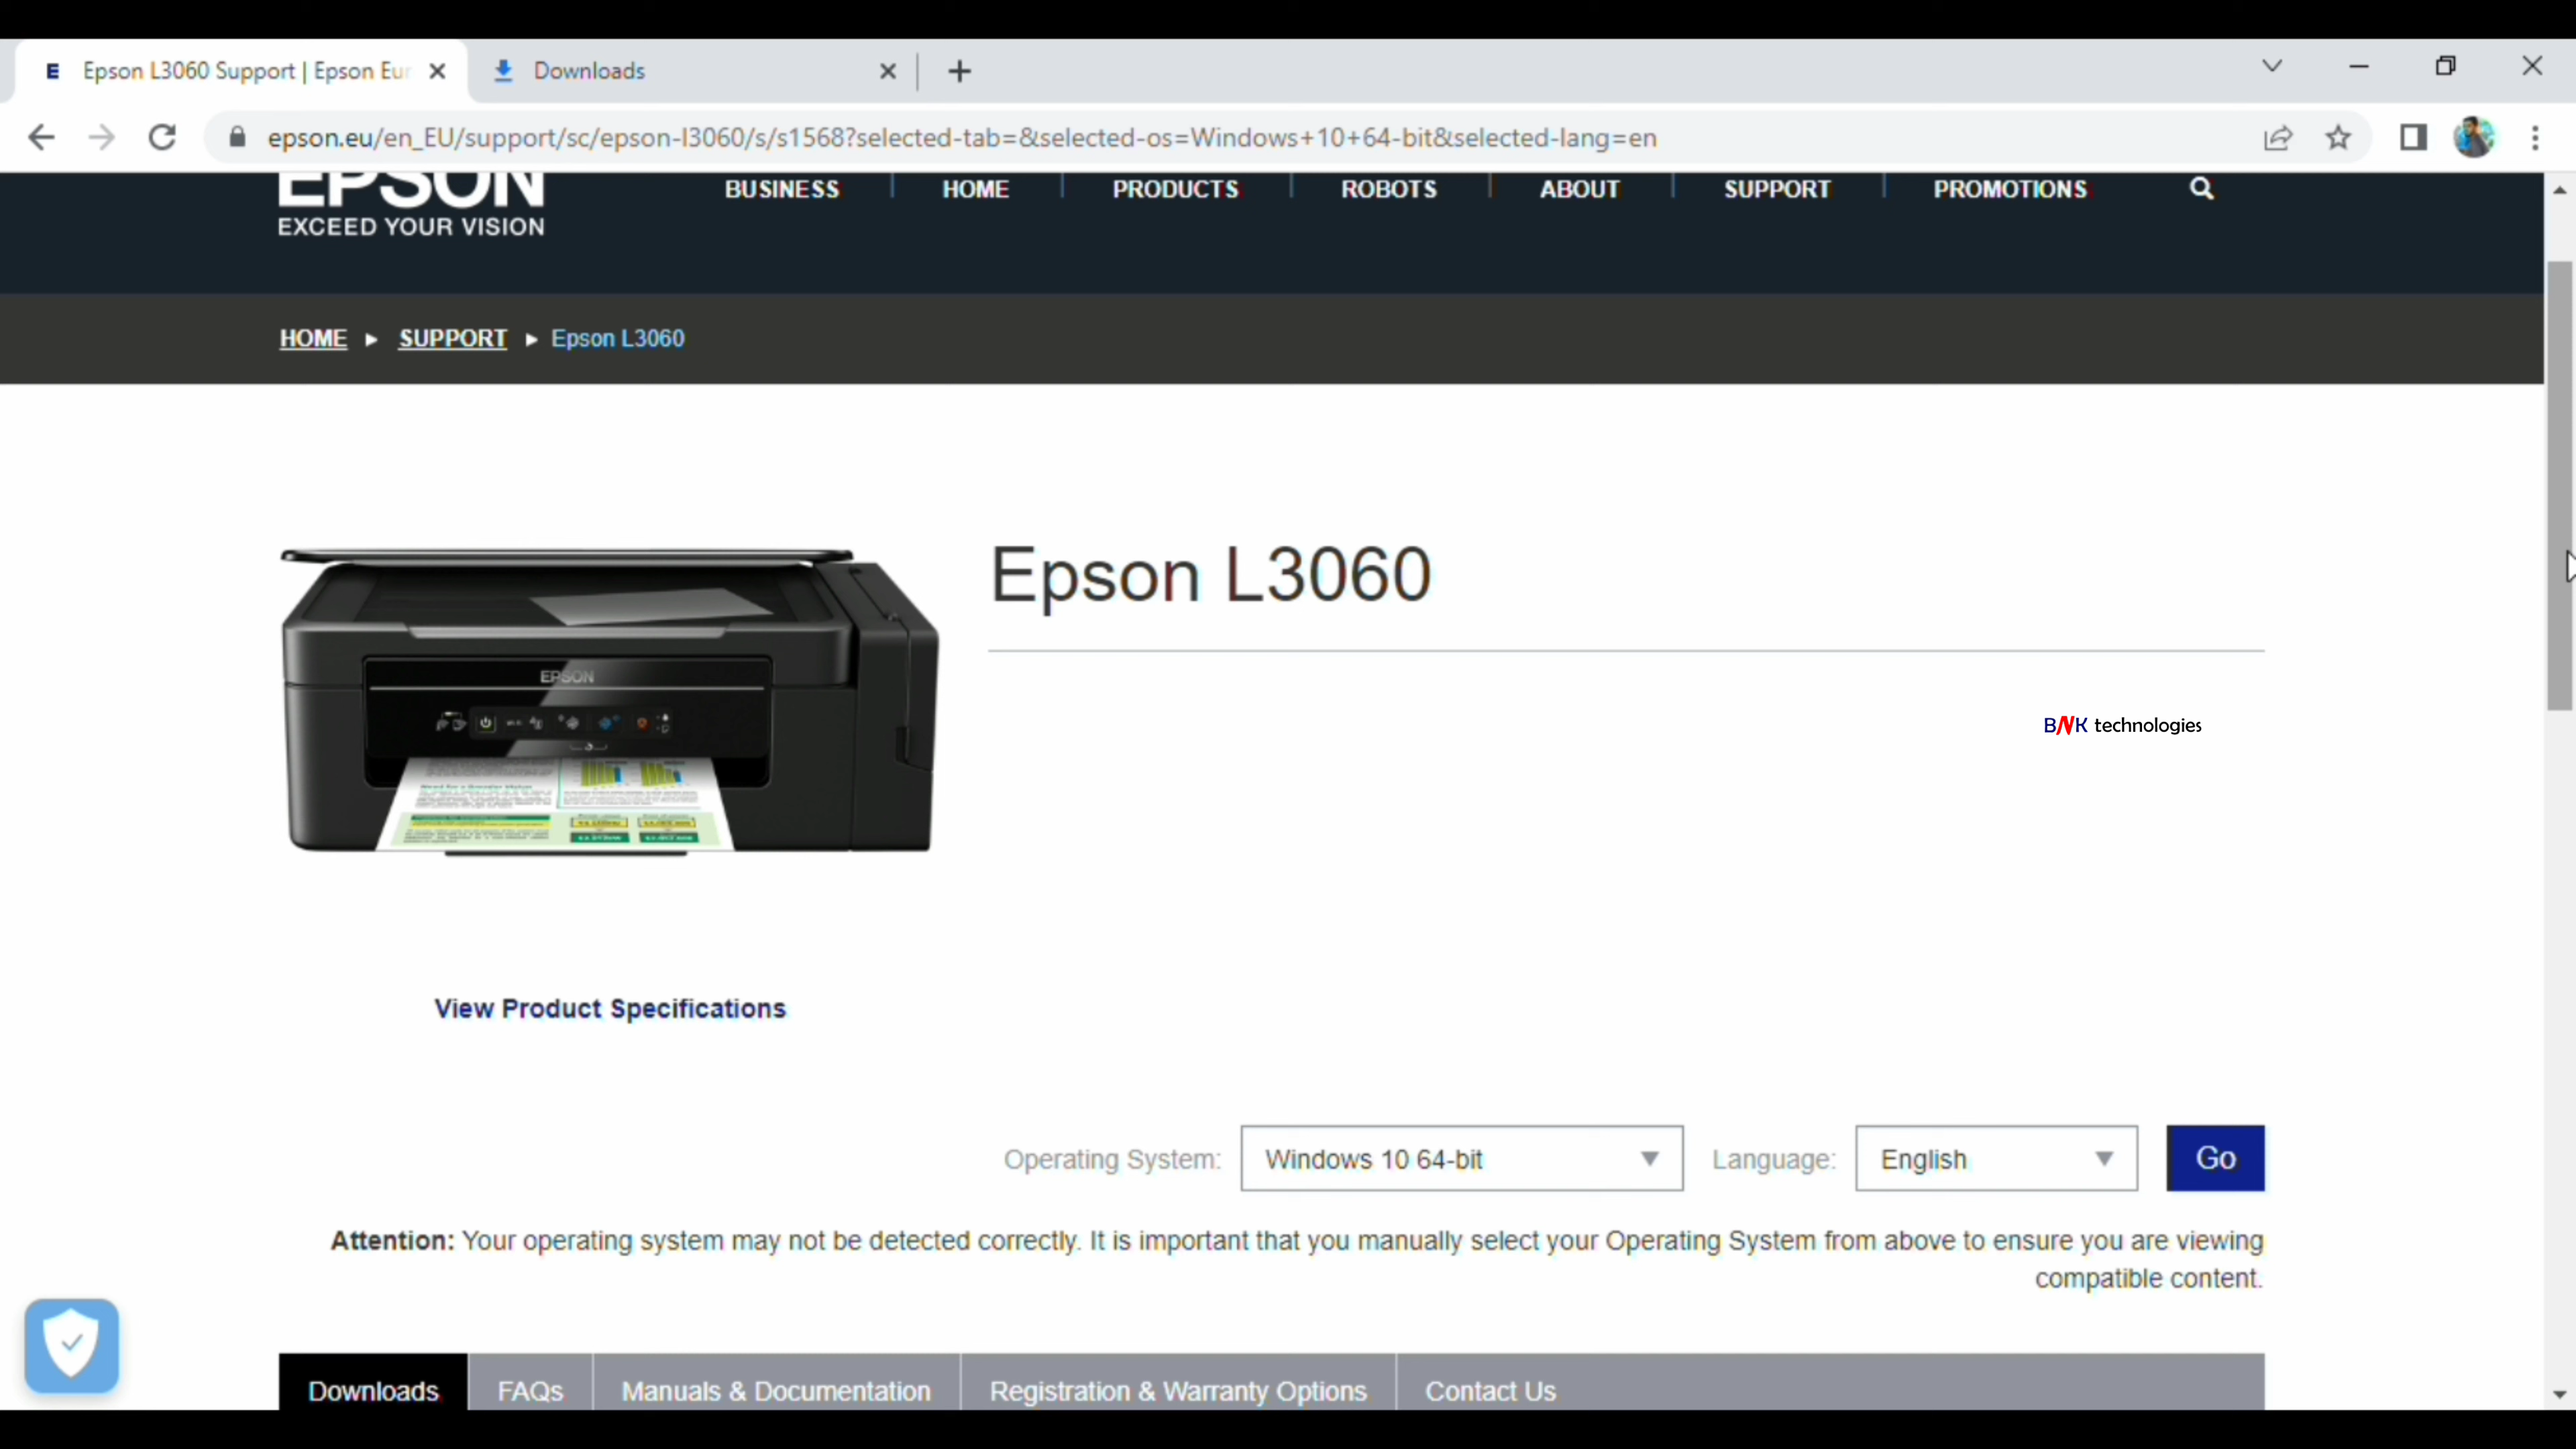 Epson L3060 Support | Epson Eur
Downloads
epson.eu/en_EU/support/sc/epson-l3060/s/s1568?selected-tab=&selected-os=Windows+10+64-bit&selected-lang=en
EPSON
EXCEED YOUR VISION
BUSINESS
HOME
PRODUCTS
ROBOTS
ABOUT
SUPPORT
PROMOTIONS
HOME ▶ SUPPORT ▶ Epson L3060
Epson L3060
EPSON
BNK technologies
View Product Specifications
Operating System: Windows 10 64-bit Language: English Go
Attention: Your operating system may not be detected correctly. It is important that you manually select your Operating System from above to ensure you are viewing
compatible content.
Downloads
FAQs
Manuals & Documentation
Registration & Warranty Options
Contact Us